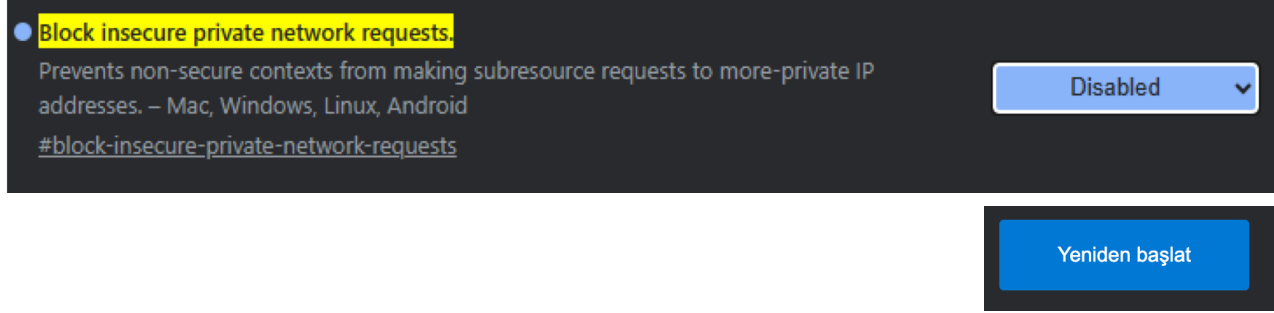 Block insecure private network requests.
Prevents non-secure contexts from making subresource requests to more-private IP
addresses. – Mac, Windows, Linux, Android
Disabled
#block-insecure-private-network-requests
Yeniden başlat